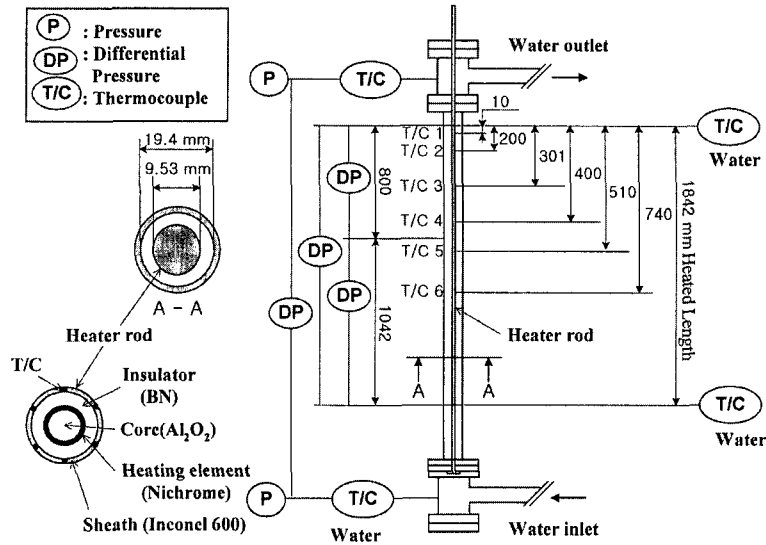 P : Pressure
DP : Differential
Pressure
T/C : Thermocouple
19.4 mm
9.53 mm
A – A
Heater rod
T/C
Insulator
(BN)
Core(Al₂O₃)
Heating element
(Nichrome)
Sheath (Inconel 600)
P
T/C
Water outlet
10
T/C
Water
T/C 1
200
T/C 2
301
DP
800
T/C 3
400
T/C 4
510
740
DP
T/C 5
1842 mm Heated Length
DP
T/C 6
DP
1042
Heater rod
A
A
T/C
Water
P
T/C
Water
Water inlet